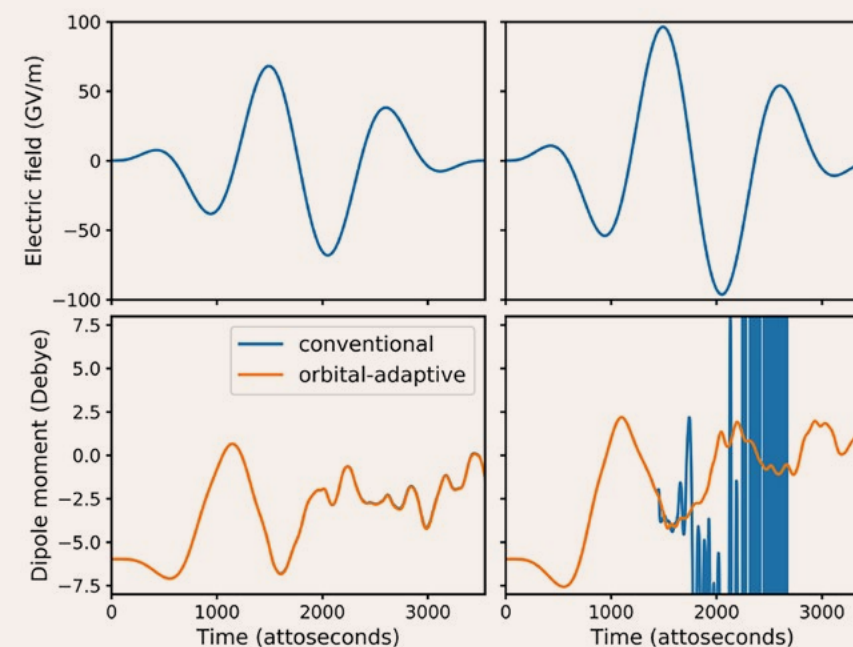 Electric field (GV/m)
100
50
0
−50
−100
Dipole moment (Debye)
7.5
5.0
2.5
0.0
−2.5
−5.0
−7.5
conventional
orbital-adaptive
0 1000 2000 3000
Time (attoseconds)
0 1000 2000 3000
Time (attoseconds)